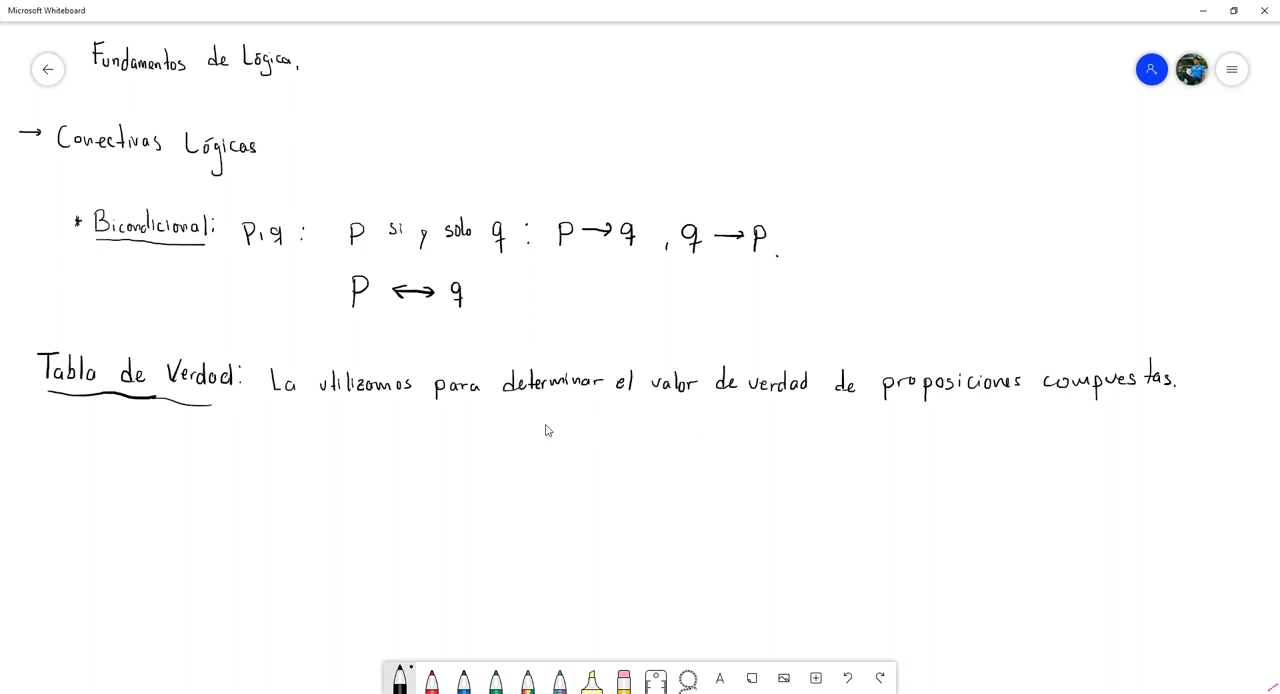 Microsoft Whiteboard
Fundamentos de Lógica.
→ Conectivas Lógicas
* Bicondicional: p, q : p si y solo q : p → q , q → p.
p ↔ q
Tabla de Verdad: La utilizamos para determinar el valor de verdad de proposiciones compuestas.
A